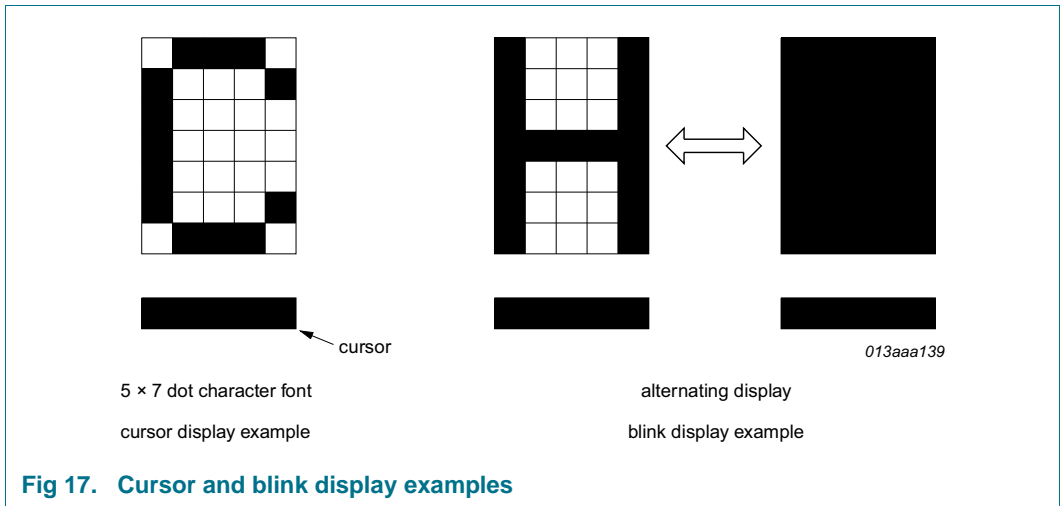 cursor
013aaa139
5 × 7 dot character font
alternating display
cursor display example
blink display example
Fig 17. Cursor and blink display examples